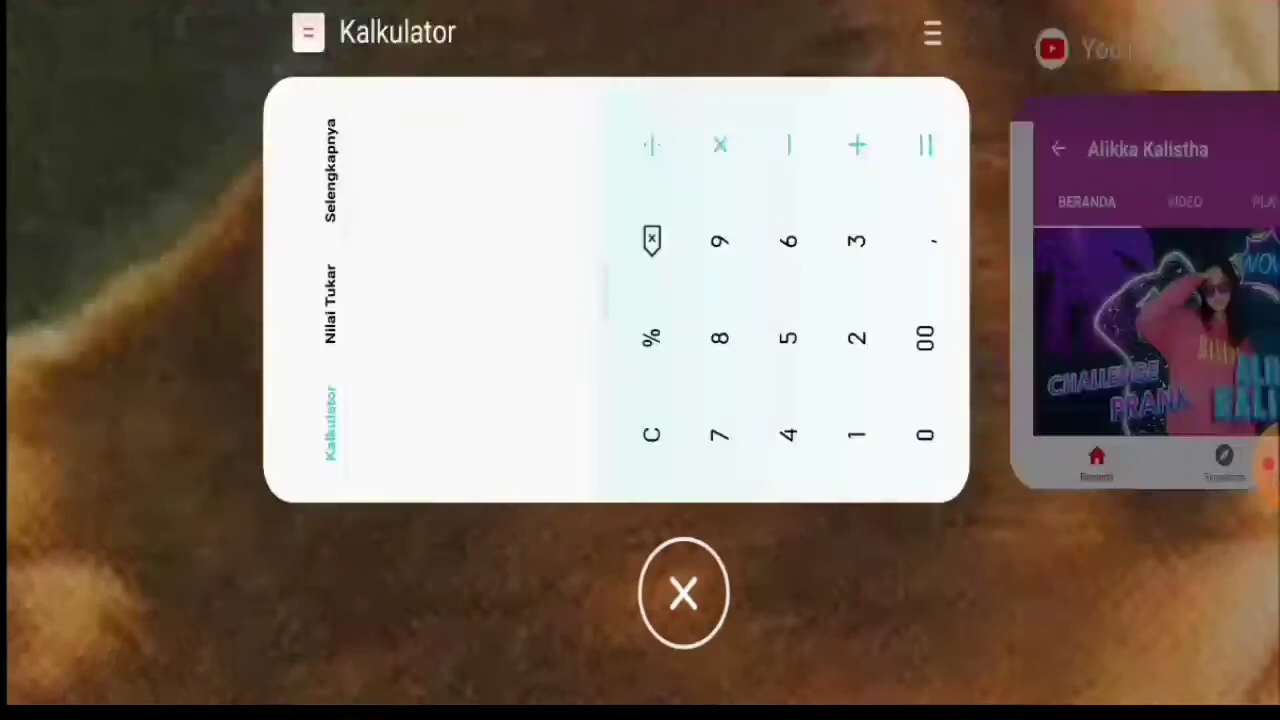 Kalkulator
Kalkulator Nilai Tukar Selengkapnya
C % ÷
7 8 9 ×
4 5 6 −
1 2 3 +
0 00 , =
Alikka Kalistha
BERANDA VIDEO
CHALLENGE
PRANK
Beranda